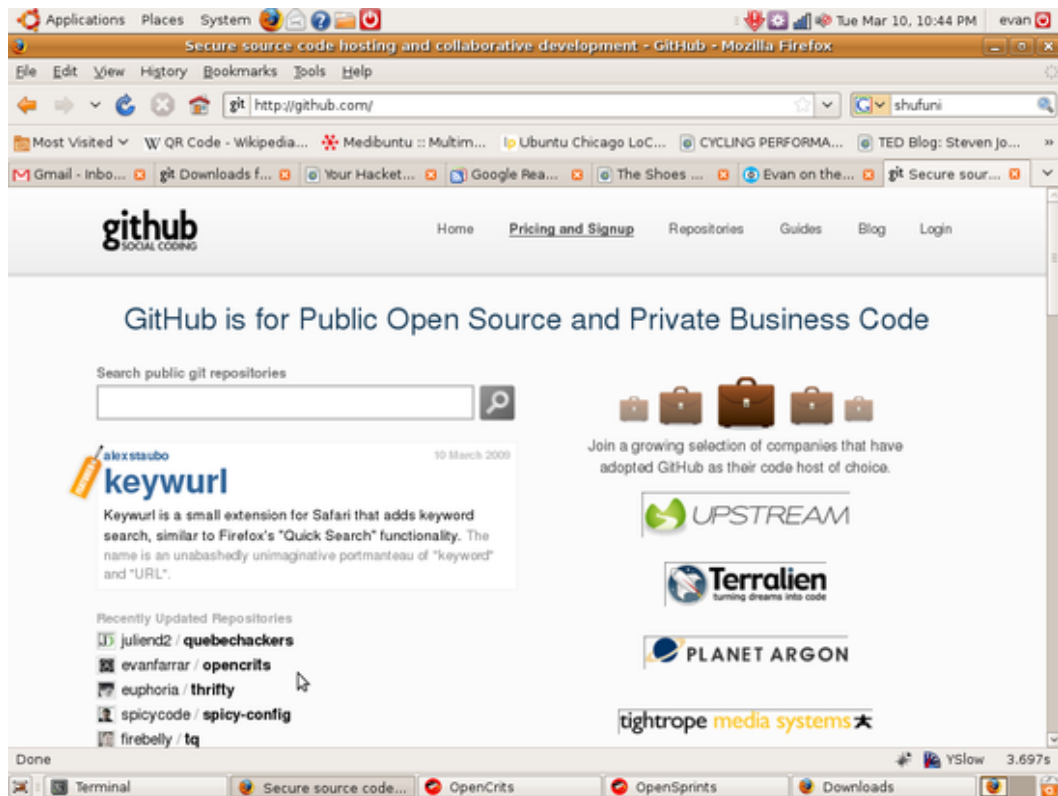 Applications Places System Tue Mar 10, 10:44 PM evan
Secure source code hosting and collaborative development - GitHub - Mozilla Firefox
File Edit View History Bookmarks Tools Help
git http://github.com/ G shufuni
Most Visited W QR Code - Wikipedia... Medibuntu :: Multim... lp Ubuntu Chicago LoC... CYCLING PERFORMA... TED Blog: Steven Jo... »
Gmail - Inbo... git Downloads f... Your Hacket... Google Rea... The Shoes ... Evan on the... git Secure sour...
github
SOCIAL CODING
Home Pricing and Signup Repositories Guides Blog Login
GitHub is for Public Open Source and Private Business Code
Search public git repositories
Join a growing selection of companies that have
adopted GitHub as their code host of choice.
alexstaubo 10 March 2009
keywurl
Keywurl is a small extension for Safari that adds keyword
search, similar to Firefox's "Quick Search" functionality. The
name is an unabashedly unimaginative portmanteau of "keyword"
and "URL".
UPSTREAM
Terralien
turning dreams into code
PLANET ARGON
tightrope media systems
Recently Updated Repositories
juliend2 / quebechackers
evanfarrar / opencrits
euphoria / thrifty
spicycode / spicy-config
firebelly / tq
Done YSlow 3.697s
Terminal Secure source code... OpenCrits OpenSprints Downloads